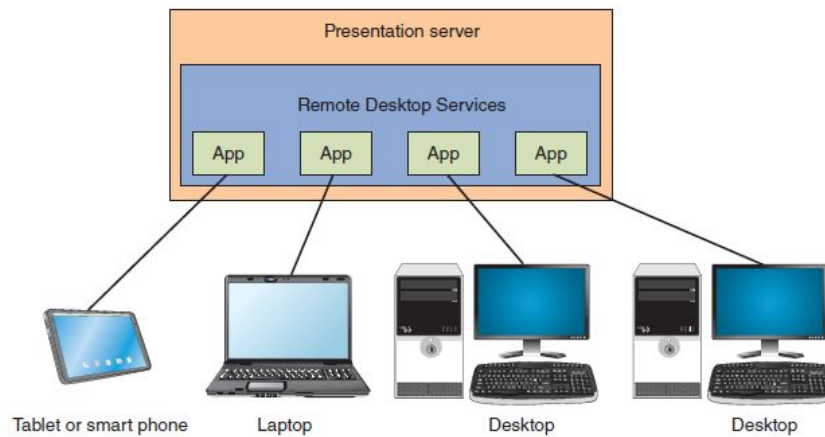 Presentation server
Remote Desktop Services
App App App App
Tablet or smart phone Laptop Desktop Desktop